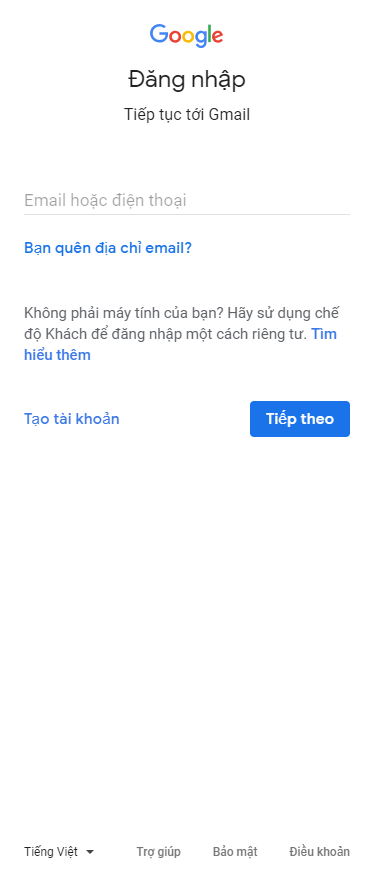 Google
Đăng nhập
Tiếp tục tới Gmail
Email hoặc điện thoại
Bạn quên địa chỉ email?
Không phải máy tính của bạn? Hãy sử dụng chế
độ Khách để đăng nhập một cách riêng tư. Tìm
hiểu thêm
Tạo tài khoản Tiếp theo
Tiếng Việt Trợ giúp Bảo mật Điều khoản